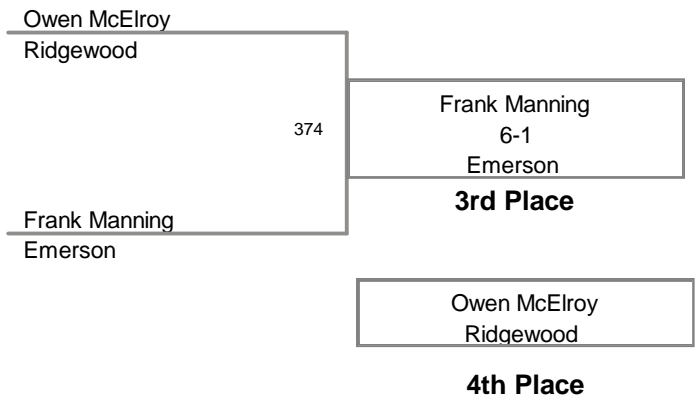 Owen McElroy
Ridgewood
374
Frank Manning
6-1
Emerson
3rd Place
Frank Manning
Emerson
Owen McElroy
Ridgewood
4th Place